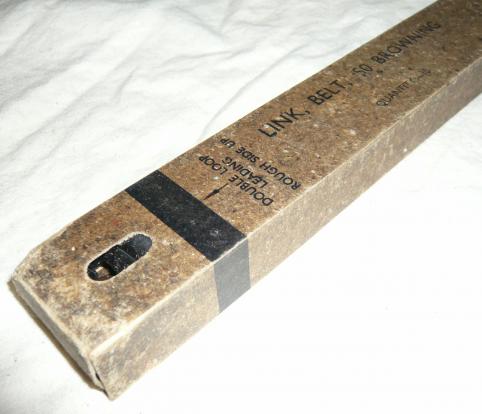 LINK, BELT, .50 BROWNING
QUANTITY
DOUBLE LOOP
LEADING
ROUGH SIDE UP